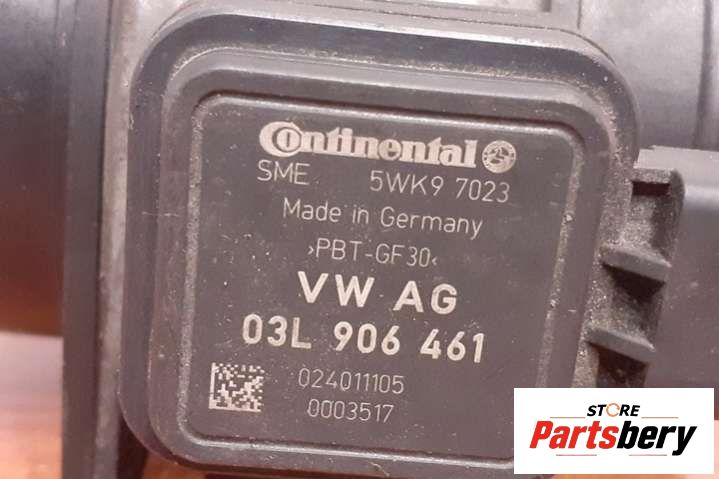 Continental
SME 5WK9 7023
Made in Germany
›PBT-GF30‹
VW AG
03L 906 461
024011105
0003517
STORE
Partsbery